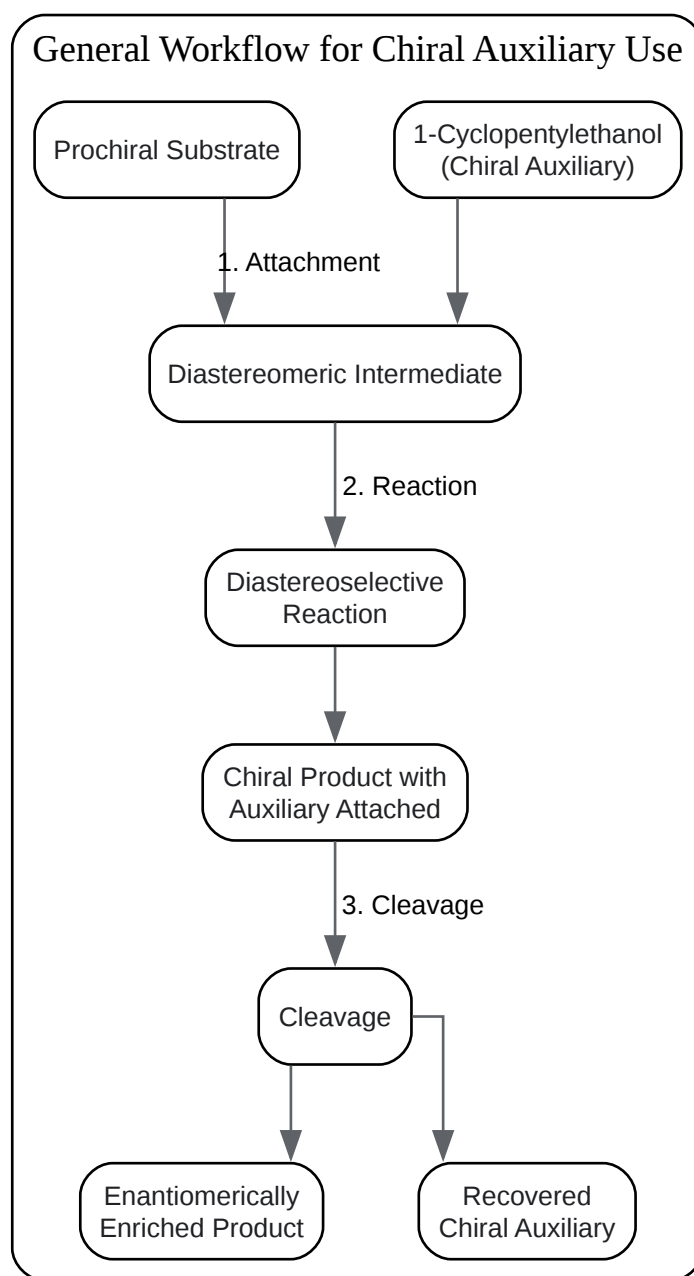 General Workflow for Chiral Auxiliary Use
Prochiral Substrate
1-Cyclopentylethanol
(Chiral Auxiliary)
1. Attachment
Diastereomeric Intermediate
2. Reaction
Diastereoselective
Reaction
Chiral Product with
Auxiliary Attached
3. Cleavage
Cleavage
Enantiomerically
Enriched Product
Recovered
Chiral Auxiliary